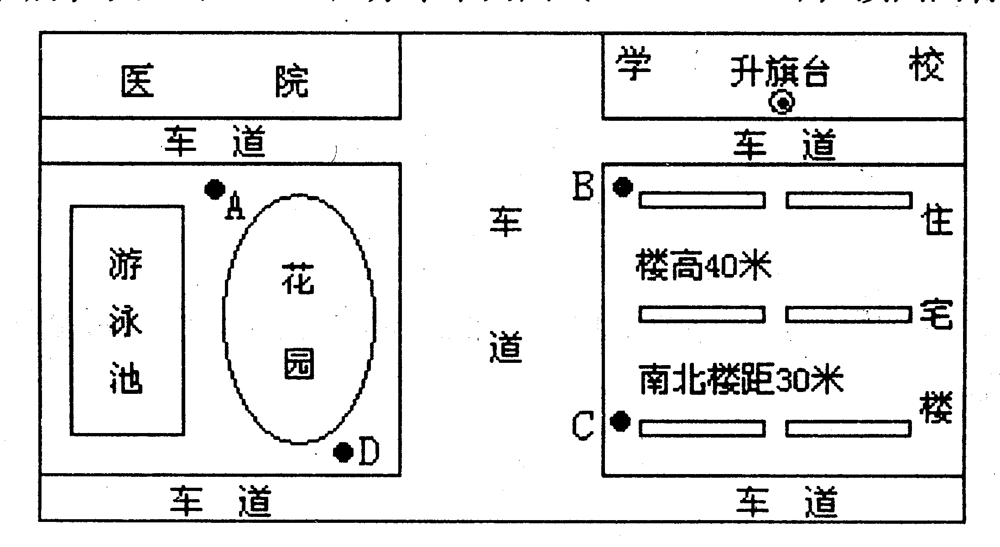 医 院
学 升旗台 校
车 道
车 道
A
B
住
游泳池
花园
车道
楼高40米
宅
南北楼距30米
楼
C
D
车 道
车 道